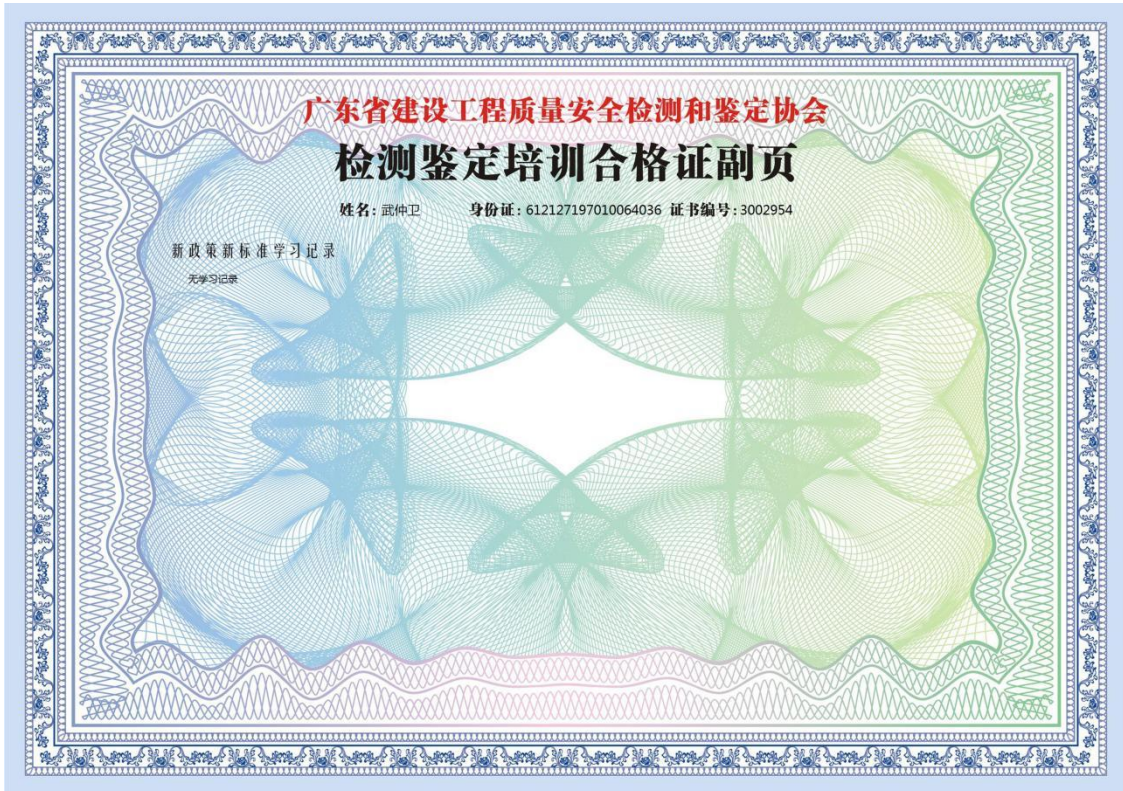 广东省建设工程质量安全检测和鉴定协会
检测鉴定培训合格证副页
姓名: 武仲卫 身份证: 612127197010064036 证书编号: 3002954
新政策新标准学习记录
无学习记录